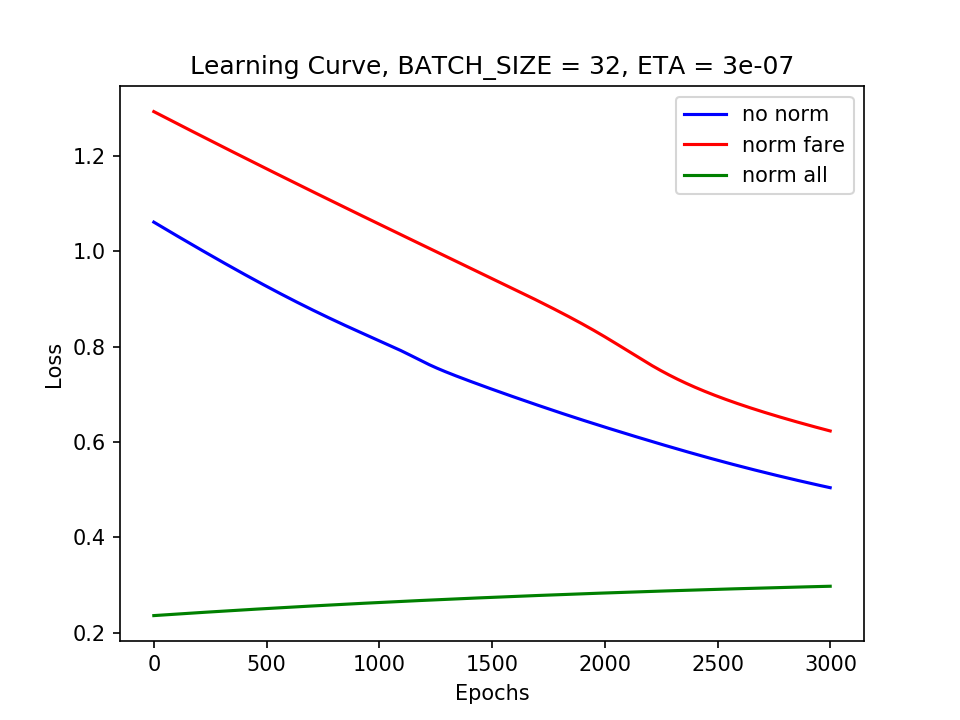 Learning Curve, BATCH_SIZE = 32, ETA = 3e-07
no norm
norm fare
norm all
Loss
1.2
1.0
0.8
0.6
0.4
0.2
0 500 1000 1500 2000 2500 3000
Epochs